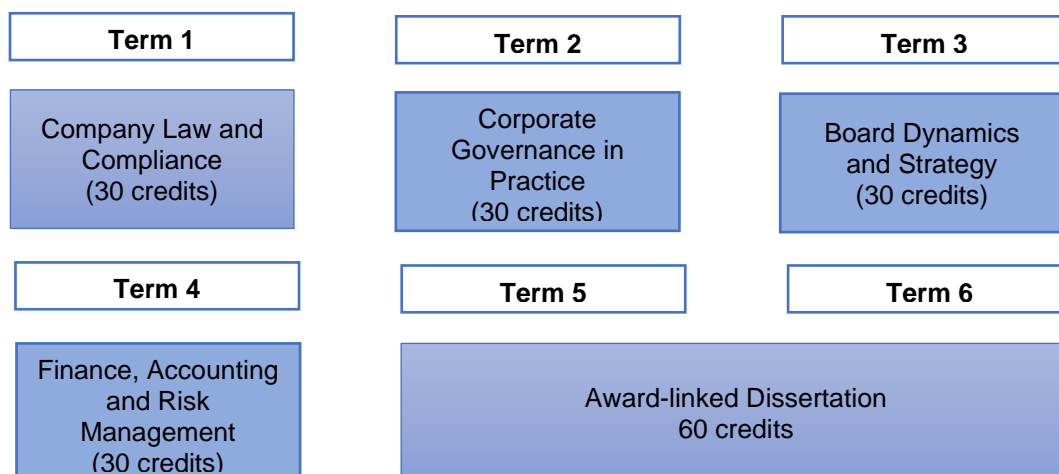 Term 1
Term 2
Term 3
Company Law and
Compliance
(30 credits)
Corporate
Governance in
Practice
(30 credits)
Board Dynamics
and Strategy
(30 credits)
Term 4
Term 5
Term 6
Finance, Accounting
and Risk
Management
(30 credits)
Award-linked Dissertation
60 credits